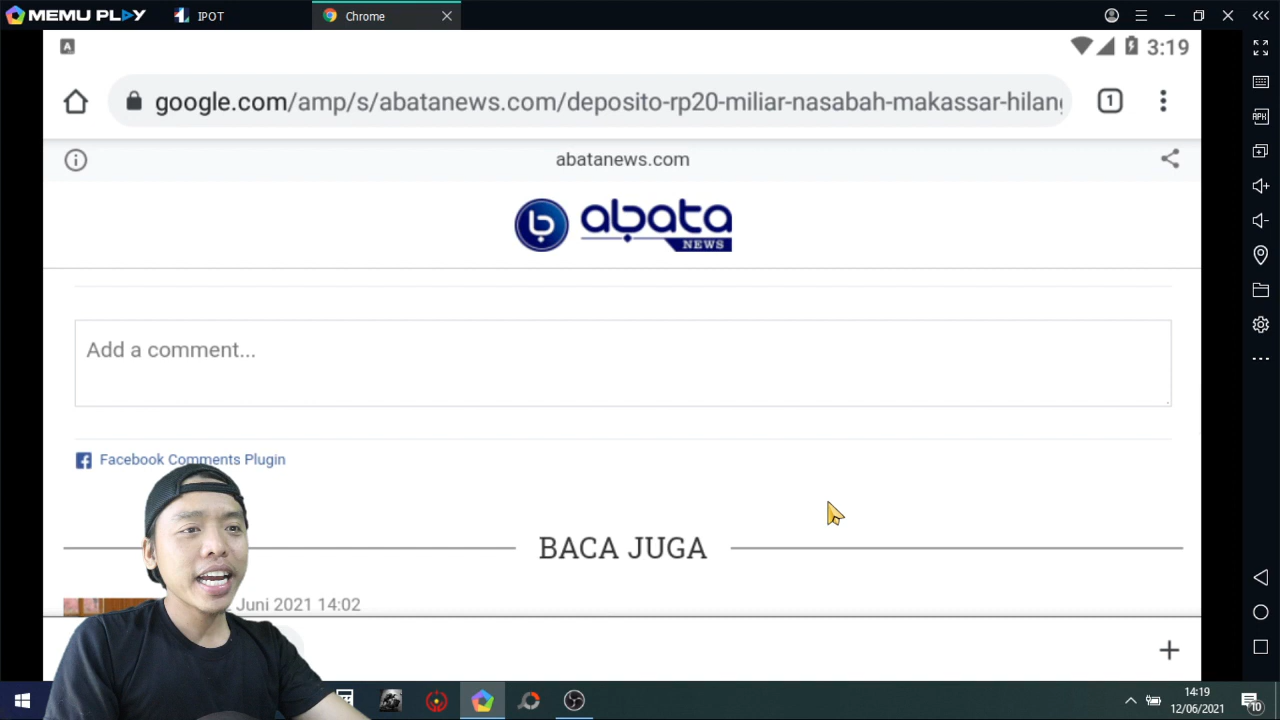 MEMU PLAY
IPOT
Chrome
A
3:19
google.com/amp/s/abatanews.com/deposito-rp20-miliar-nasabah-makassar-hilang
1
abatanews.com
abata
NEWS
Add a comment...
Facebook Comments Plugin
BACA JUGA
Juni 2021 14:02
APK
14:19
12/06/2021
10